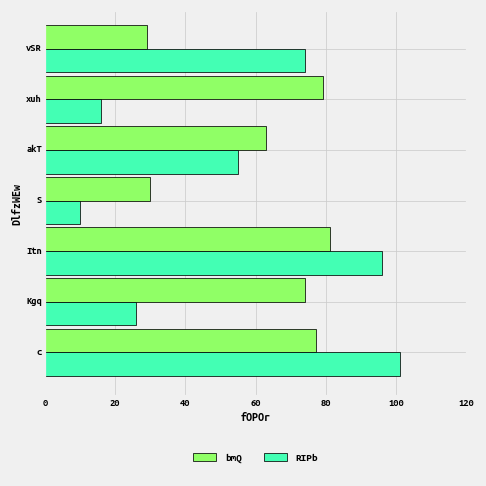 vSR
xuh
akT
S
Itn
Kgq
c
DlfzWEw
0 20 40 60 80 100 120
fOPOr
bmQ RIPb